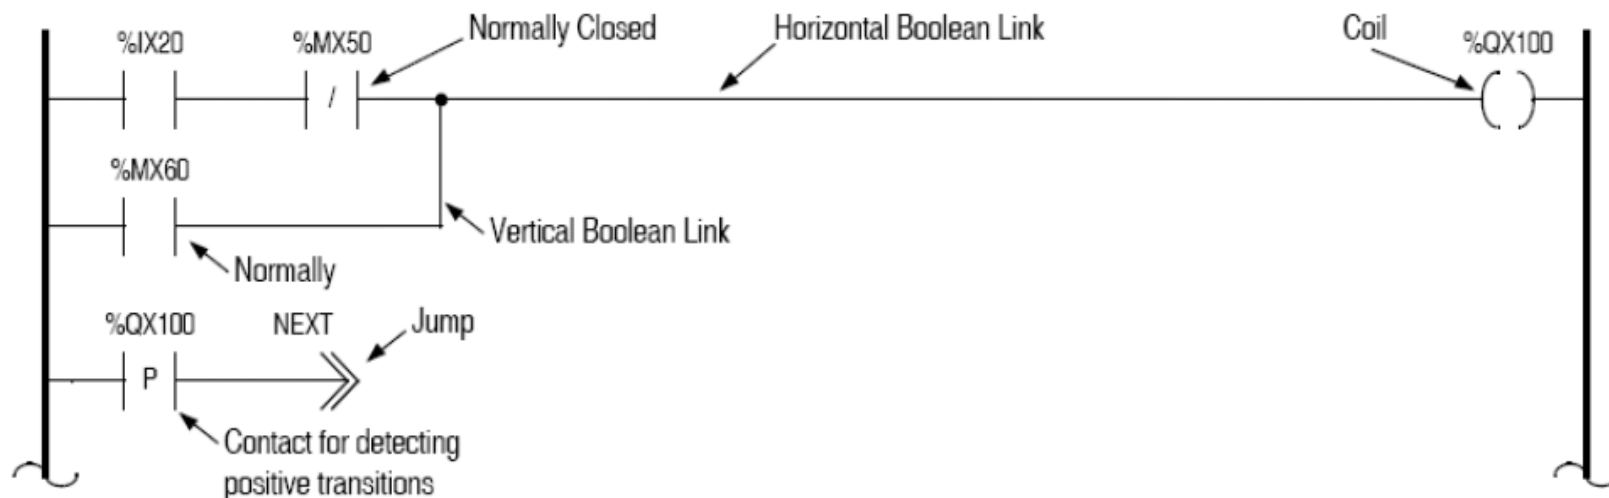 %IX20
%MX50
Normally Closed
Horizontal Boolean Link
Coil
%QX100
/
%MX60
Vertical Boolean Link
Normally
%QX100
NEXT
Jump
P
Contact for detecting
positive transitions